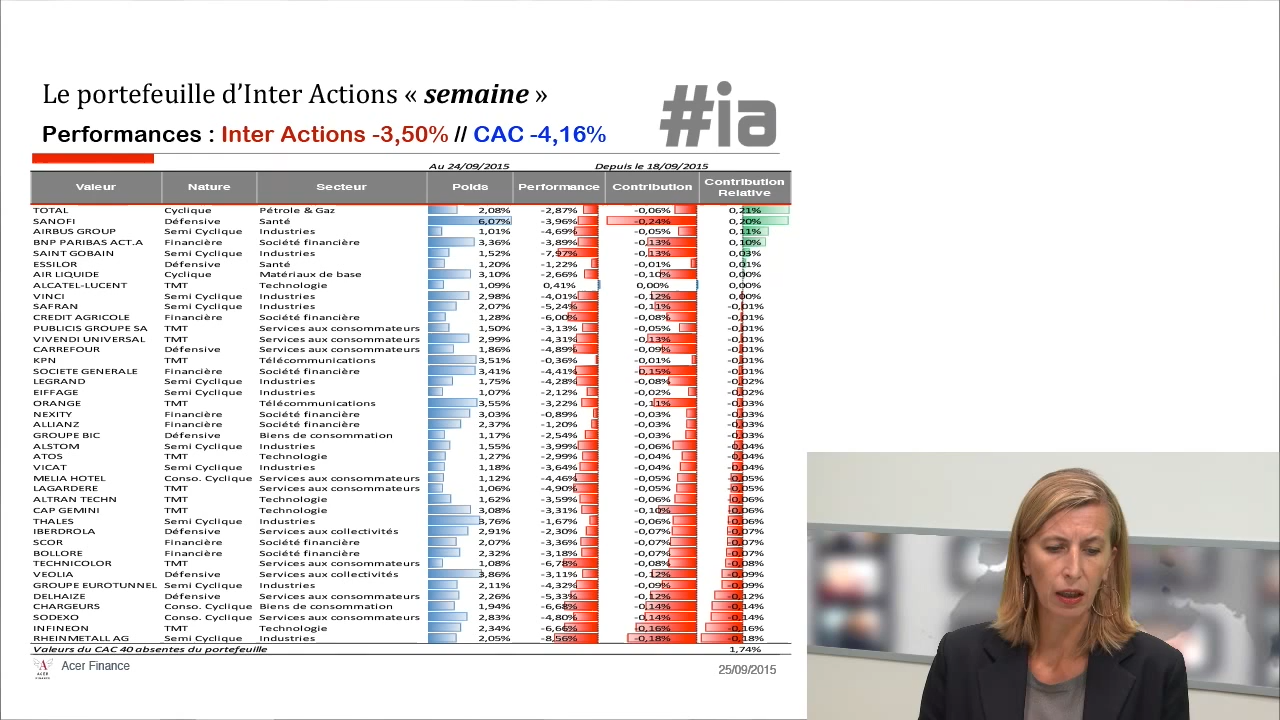 Le portefeuille d'Inter Actions « semaine »
#ia
Performances : Inter Actions -3,50% // CAC -4,16%
Au 24/09/2015 Depuis le 18/09/2015
Valeur Nature Secteur Poids Performance Contribution Contribution Relative
TOTAL Cyclique Pétrole & Gaz 2,08% -2,87% -0,06% 0,21%
SANOFI Défensive Santé 6,07% -3,96% -0,24% 0,20%
AIRBUS GROUP Semi Cyclique Industries 1,01% -4,69% -0,05% 0,11%
BNP PARIBAS ACT.A Financière Société financière 3,36% -3,89% -0,13% 0,10%
SAINT GOBAIN Semi Cyclique Industries 1,52% -7,97% -0,13% 0,03%
ESSILOR Défensive Santé 1,20% -1,22% -0,01% 0,01%
AIR LIQUIDE Cyclique Matériaux de base 3,10% -2,66% -0,10% 0,00%
ALCATEL-LUCENT TMT Technologie 1,09% 0,41% 0,00% 0,00%
VINCI Semi Cyclique Industries 2,98% -4,01% -0,12% 0,00%
SAFRAN Semi Cyclique Industries 2,07% -5,24% -0,11% -0,01%
CREDIT AGRICOLE Financière Société financière 1,28% -6,00% -0,08% -0,01%
PUBLICIS GROUPE SA TMT Services aux consommateurs 1,50% -3,13% -0,05% -0,01%
VIVENDI UNIVERSAL TMT Services aux consommateurs 2,99% -4,31% -0,13% -0,01%
CARREFOUR Défensive Services aux consommateurs 1,86% -4,89% -0,09% -0,01%
KPN TMT Télécommunications 3,51% -0,36% -0,01% -0,01%
SOCIETE GENERALE Financière Société financière 3,41% -4,41% -0,15% -0,01%
LEGRAND Semi Cyclique Industries 1,75% -4,28% -0,08% -0,02%
EIFFAGE Semi Cyclique Industries 1,07% -2,12% -0,02% -0,02%
ORANGE TMT Télécommunications 3,55% -3,22% -0,11% -0,03%
NEXITY Financière Société financière 3,03% -0,89% -0,03% -0,03%
ALLIANZ Financière Société financière 2,37% -1,20% -0,03% -0,03%
GROUPE BIC Défensive Biens de consommation 1,17% -2,54% -0,03% -0,03%
ALSTOM Semi Cyclique Industries 1,55% -3,99% -0,06% -0,04%
ATOS TMT Technologie 1,27% -2,99% -0,04% -0,04%
VICAT Semi Cyclique Industries 1,18% -3,64% -0,04% -0,04%
MELIA HOTEL Conso. Cyclique Services aux consommateurs 1,12% -4,46% -0,05% -0,05%
LAGARDERE TMT Services aux consommateurs 1,06% -4,90% -0,05% -0,05%
ALTRAN TECHN TMT Technologie 1,62% -3,59% -0,06% -0,06%
CAP GEMINI TMT Technologie 3,08% -3,31% -0,10% -0,06%
THALES Semi Cyclique Industries 3,76% -1,67% -0,06% -0,06%
IBERDROLA Défensive Services aux collectivités 2,91% -2,30% -0,07% -0,07%
SCOR Financière Société financière 2,07% -3,36% -0,07% -0,07%
BOLLORE Financière Société financière 2,32% -3,18% -0,07% -0,07%
TECHNICOLOR TMT Services aux consommateurs 1,08% -6,78% -0,08% -0,08%
VEOLIA Défensive Services aux collectivités 3,86% -3,11% -0,12% -0,09%
GROUPE EUROTUNNEL Semi Cyclique Industries 2,11% -4,32% -0,09% -0,09%
DELHAIZE Défensive Services aux consommateurs 2,26% -5,33% -0,12% -0,12%
CHARGEURS Conso. Cyclique Biens de consommation 1,94% -6,68% -0,14% -0,14%
SODEXO Conso. Cyclique Services aux consommateurs 2,83% -4,80% -0,14% -0,14%
INFINEON TMT Technologie 2,34% -6,66% -0,16% -0,16%
RHEINMETALL AG Semi Cyclique Industries 2,05% -8,56% -0,18% -0,18%
Valeurs du CAC 40 absentes du portefeuille 1,74%
Acer Finance
ACER
FINANCE
25/09/2015